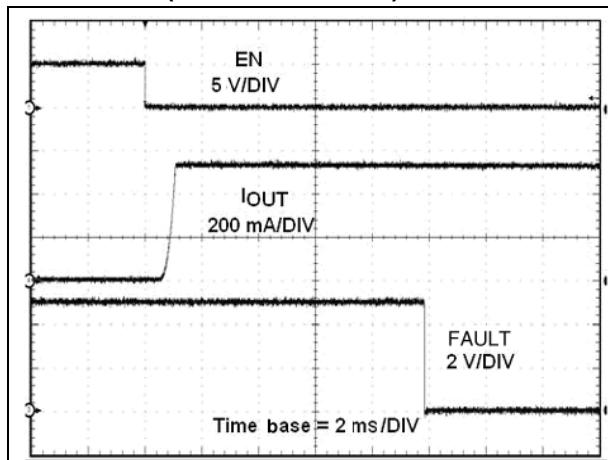 EN
5 V/DIV
IOUT
200 mA/DIV
FAULT
2 V/DIV
Time base = 2 ms/DIV